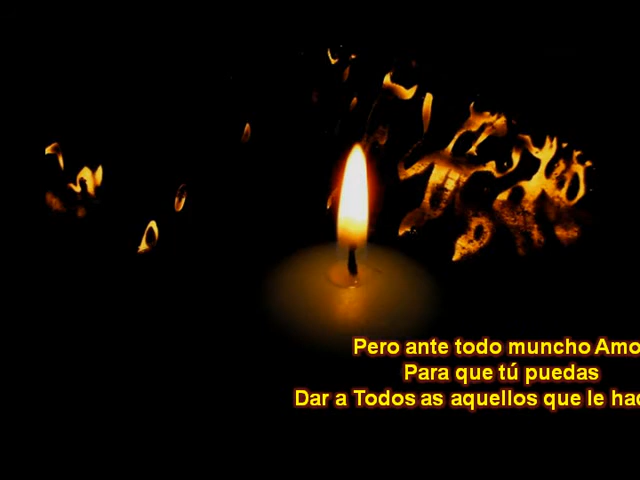 Pero ante todo muncho Amo
Para que tú puedas
Dar a Todos as aquellos que le hac